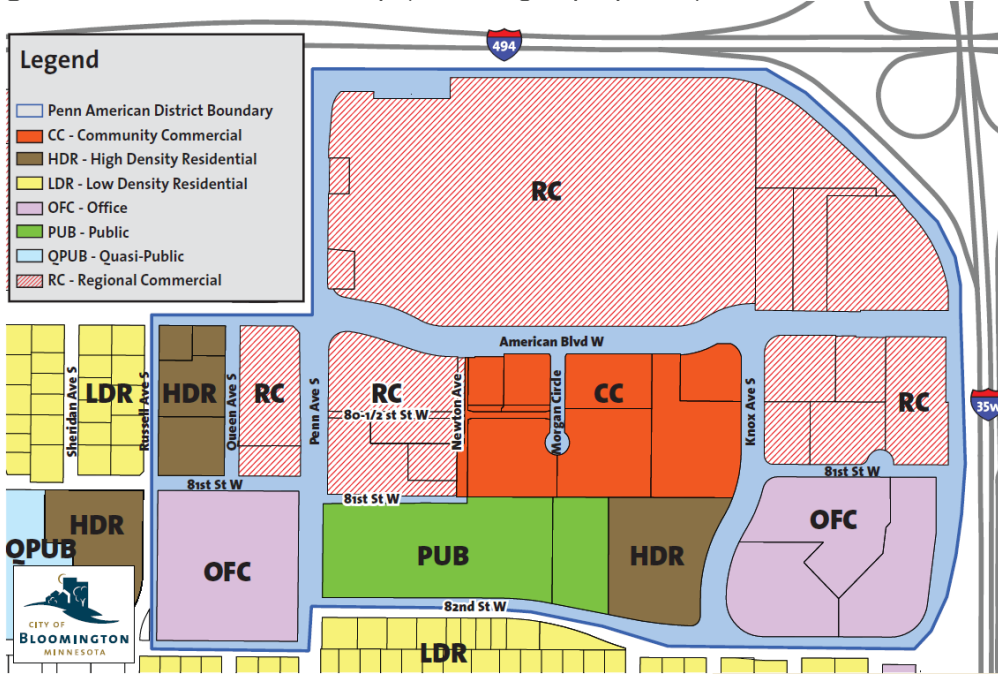 494
Legend
Penn American District Boundary
CC - Community Commercial
HDR - High Density Residential
LDR - Low Density Residential
OFC - Office
PUB - Public
QPUB - Quasi-Public
RC - Regional Commercial
RC
American Blvd W
Sheridan Ave S
LDR
Russell Ave S
HDR
Queen Ave S
RC
Penn Ave S
RC
80-1/2 st St W
Newton Ave
Morgan Circle
CC
Knox Ave S
RC
35W
81st St W
81st St W
81st St W
HDR
QPUB
OFC
PUB
HDR
OFC
82nd St W
LDR
CITY OF
BLOOMINGTON
MINNESOTA